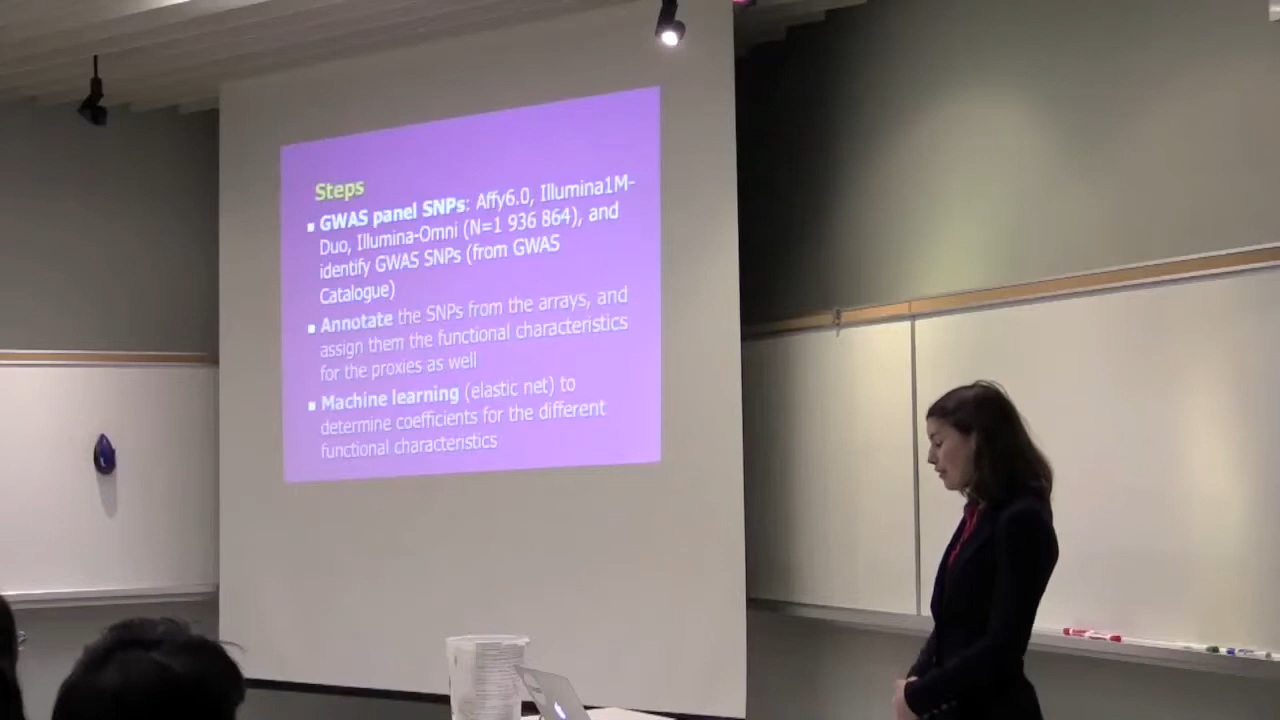 Steps
▪ GWAS panel SNPs: Affy6.0, Illumina1M-
Duo, Illumina-Omni (N=1 936 864), and
identify GWAS SNPs (from GWAS
Catalogue)
▪ Annotate the SNPs from the arrays, and
assign them the functional characteristics
for the proxies as well
▪ Machine learning (elastic net) to
determine coefficients for the different
functional characteristics